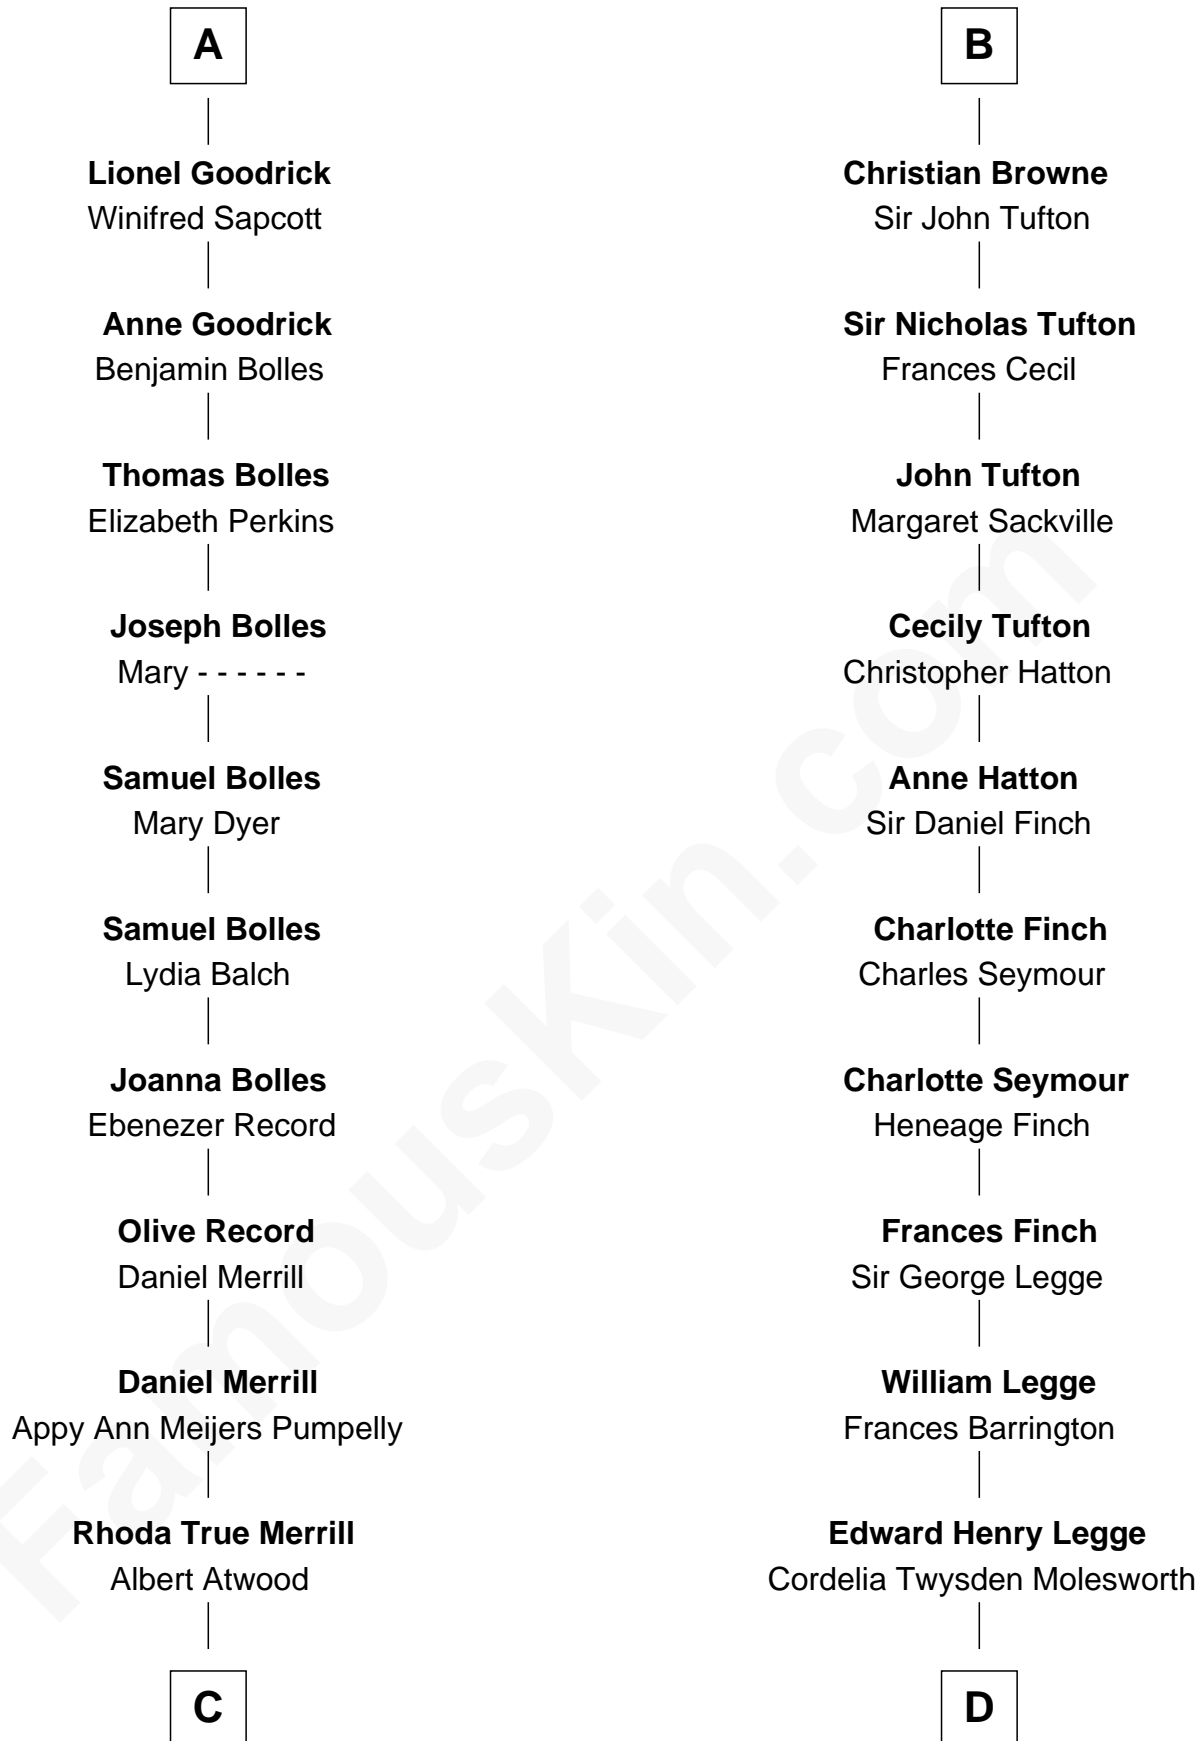 A
Lionel Goodrick
Winifred Sapcott
Anne Goodrick
Benjamin Bolles
Thomas Bolles
Elizabeth Perkins
Joseph Bolles
Mary - - - - - -
Samuel Bolles
Mary Dyer
Samuel Bolles
Lydia Balch
Joanna Bolles
Ebenezer Record
Olive Record
Daniel Merrill
Daniel Merrill
Appy Ann Meijers Pumpelly
Rhoda True Merrill
Albert Atwood
C
B
Christian Browne
Sir John Tufton
Sir Nicholas Tufton
Frances Cecil
John Tufton
Margaret Sackville
Cecily Tufton
Christopher Hatton
Anne Hatton
Sir Daniel Finch
Charlotte Finch
Charles Seymour
Charlotte Seymour
Heneage Finch
Frances Finch
Sir George Legge
William Legge
Frances Barrington
Edward Henry Legge
Cordelia Twysden Molesworth
D
FamousKin.com